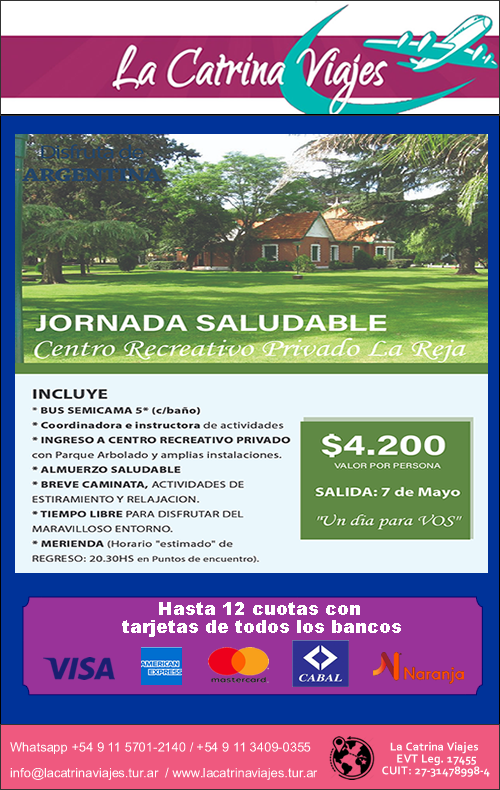 La Catrina Viajes
Disfruta de
ARGENTINA
JORNADA SALUDABLE
Centro Recreativo Privado La Reja
INCLUYE
* BUS SEMICAMA 5* (c/baño)
* Coordinadora e instructora de actividades
* INGRESO A CENTRO RECREATIVO PRIVADO
con Parque Arbolado y amplias instalaciones.
* ALMUERZO SALUDABLE
* BREVE CAMINATA, ACTIVIDADES DE
ESTIRAMIENTO Y RELAJACION.
* TIEMPO LIBRE PARA DISFRUTAR DEL
MARAVILLOSO ENTORNO.
* MERIENDA (Horario "estimado" de
REGRESO: 20.30HS en Puntos de encuentro).
$4.200
VALOR POR PERSONA
SALIDA: 7 de Mayo
"Un dia para VOS"
Hasta 12 cuotas con
tarjetas de todos los bancos
VISA
AMERICAN EXPRESS
mastercard
CABAL
Naranja
Whatsapp +54 9 11 5701-2140 / +54 9 11 3409-0355
info@lacatrinaviajes.tur.ar / www.lacatrinaviajes.tur.ar
La Catrina Viajes
EVT Leg. 17455
CUIT: 27-31478998-4